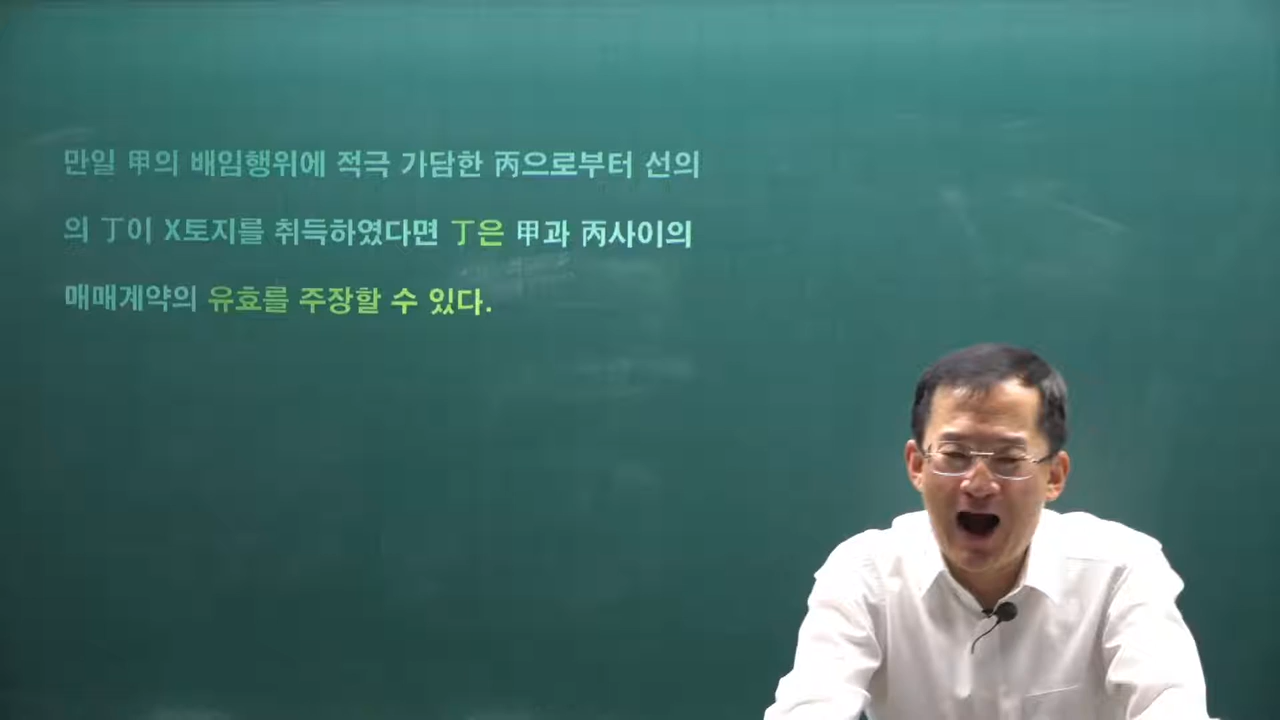 만일 甲의 배임행위에 적극 가담한 丙으로부터 선의
의 丁이 X토지를 취득하였다면 丁은 甲과 丙사이의
매매계약의 유효를 주장할 수 있다.